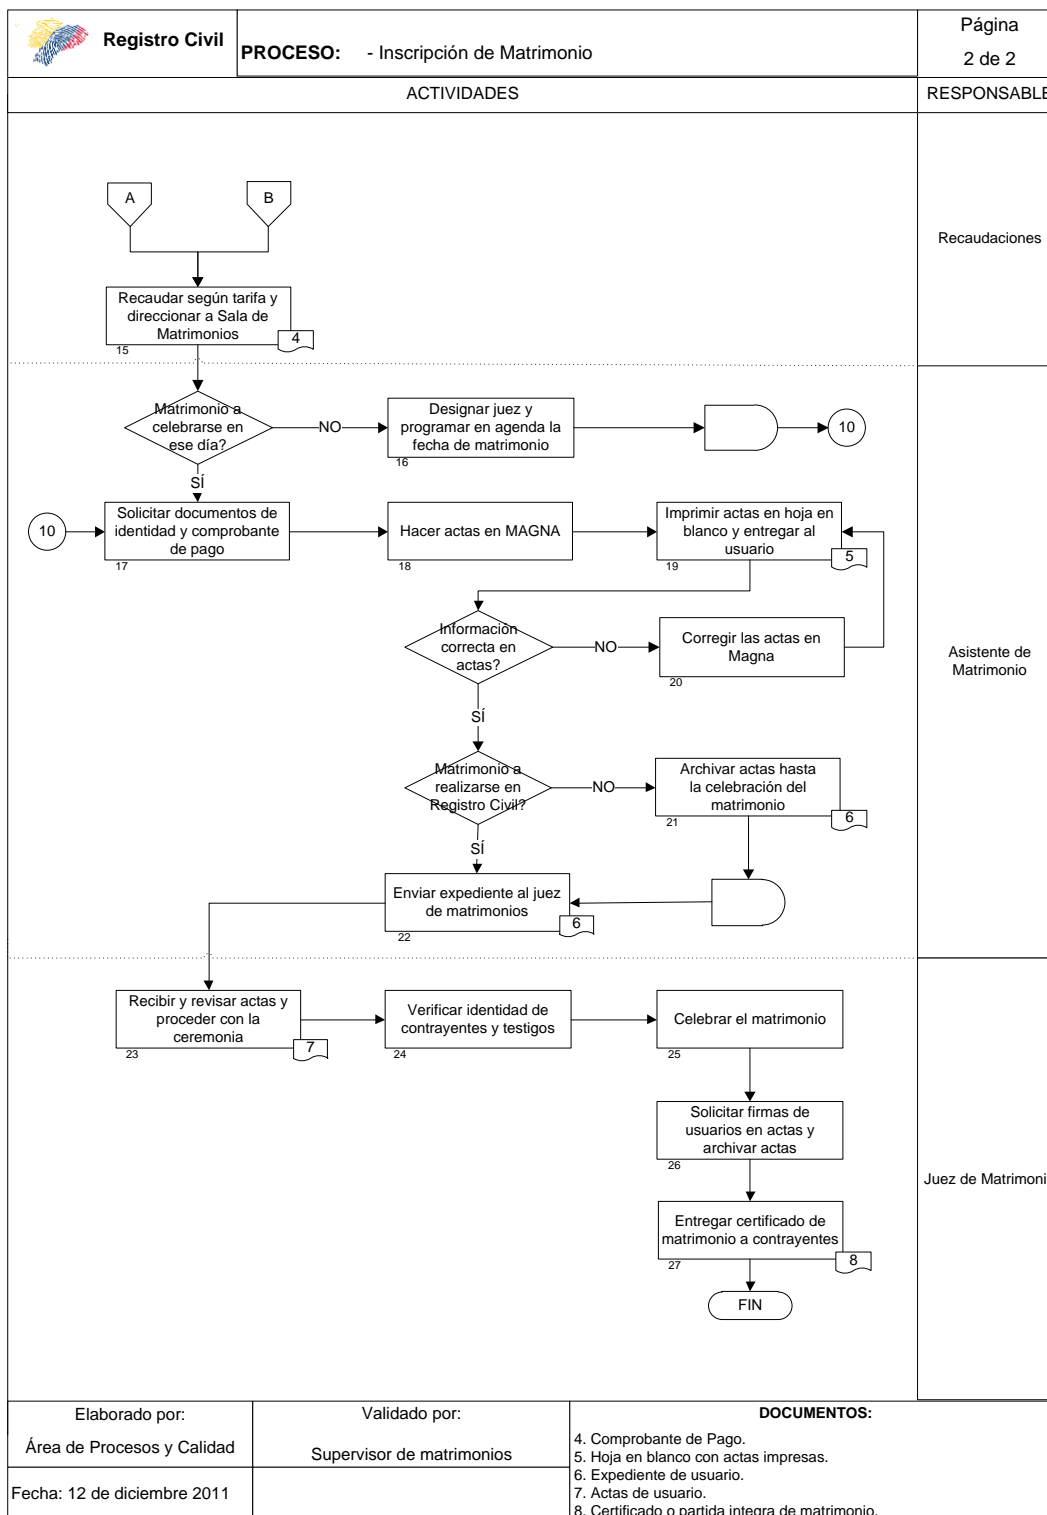 Registro Civil
PROCESO: - Inscripción de Matrimonio
Página
2 de 2
ACTIVIDADES
RESPONSABLE
A
B
Recaudaciones
Recaudar según tarifa y
direccionar a Sala de
Matrimonios
4
15
Matrimonio a
celebrarse en
ese día?
NO
Designar juez y
programar en agenda la
fecha de matrimonio
16
10
SÍ
10
Solicitar documentos de
identidad y comprobante
de pago
17
Hacer actas en MAGNA
18
Imprimir actas en hoja en
blanco y entregar al
usuario
5
19
Información
correcta en
actas?
NO
Corregir las actas en
Magna
20
Asistente de
Matrimonio
SÍ
Matrimonio a
realizarse en
Registro Civil?
NO
Archivar actas hasta
la celebración del
matrimonio
6
21
SÍ
Enviar expediente al juez
de matrimonios
6
22
Recibir y revisar actas y
proceder con la
ceremonia
7
23
Verificar identidad de
contrayentes y testigos
24
Celebrar el matrimonio
25
Solicitar firmas de
usuarios en actas y
archivar actas
26
Juez de Matrimoni
Entregar certificado de
matrimonio a contrayentes
8
27
FIN
Elaborado por:
Área de Procesos y Calidad
Fecha: 12 de diciembre 2011
Validado por:
Supervisor de matrimonios
DOCUMENTOS:
4. Comprobante de Pago.
5. Hoja en blanco con actas impresas.
6. Expediente de usuario.
7. Actas de usuario.
8. Certificado o partida integra de matrimonio.